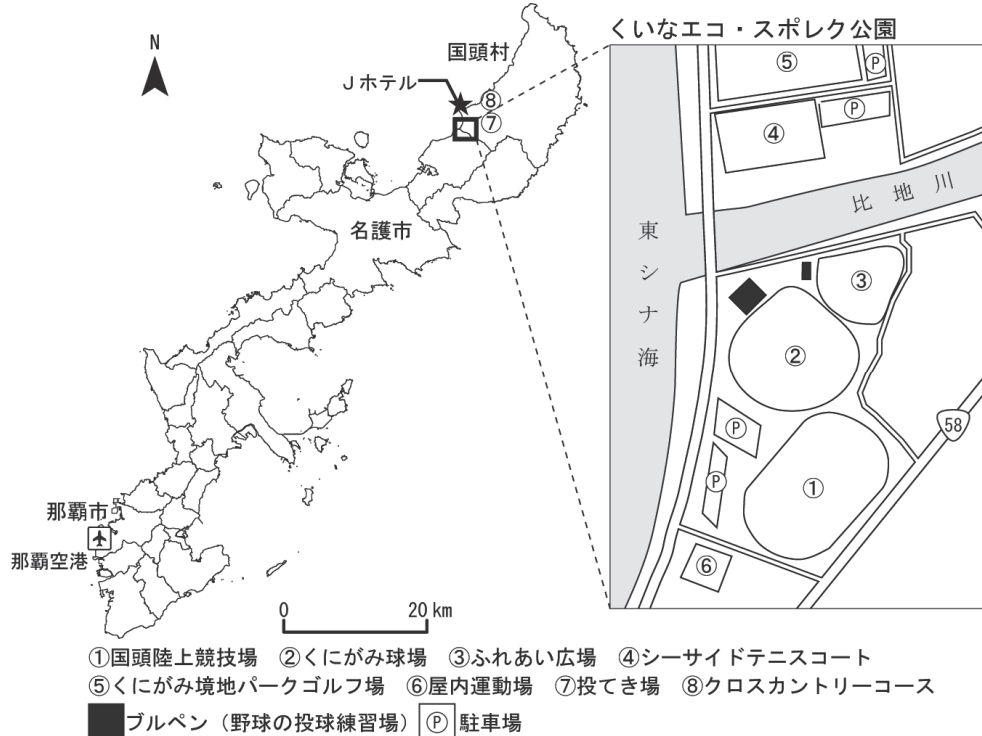 くいなエコ・スポレク公園
N
国頭村
Jホテル
⑧
⑦
名護市
那覇市
那覇空港
0 20km
⑤
Ⓟ
④
Ⓟ
比地川
東シナ海
③
②
58
Ⓟ
Ⓟ
①
⑥
①国頭陸上競技場 ②くにがみ球場 ③ふれあい広場 ④シーサイドテニスコート
⑤くにがみ境地パークゴルフ場 ⑥屋内運動場 ⑦投てき場 ⑧クロスカントリーコース
ブルペン（野球の投球練習場） Ⓟ 駐車場